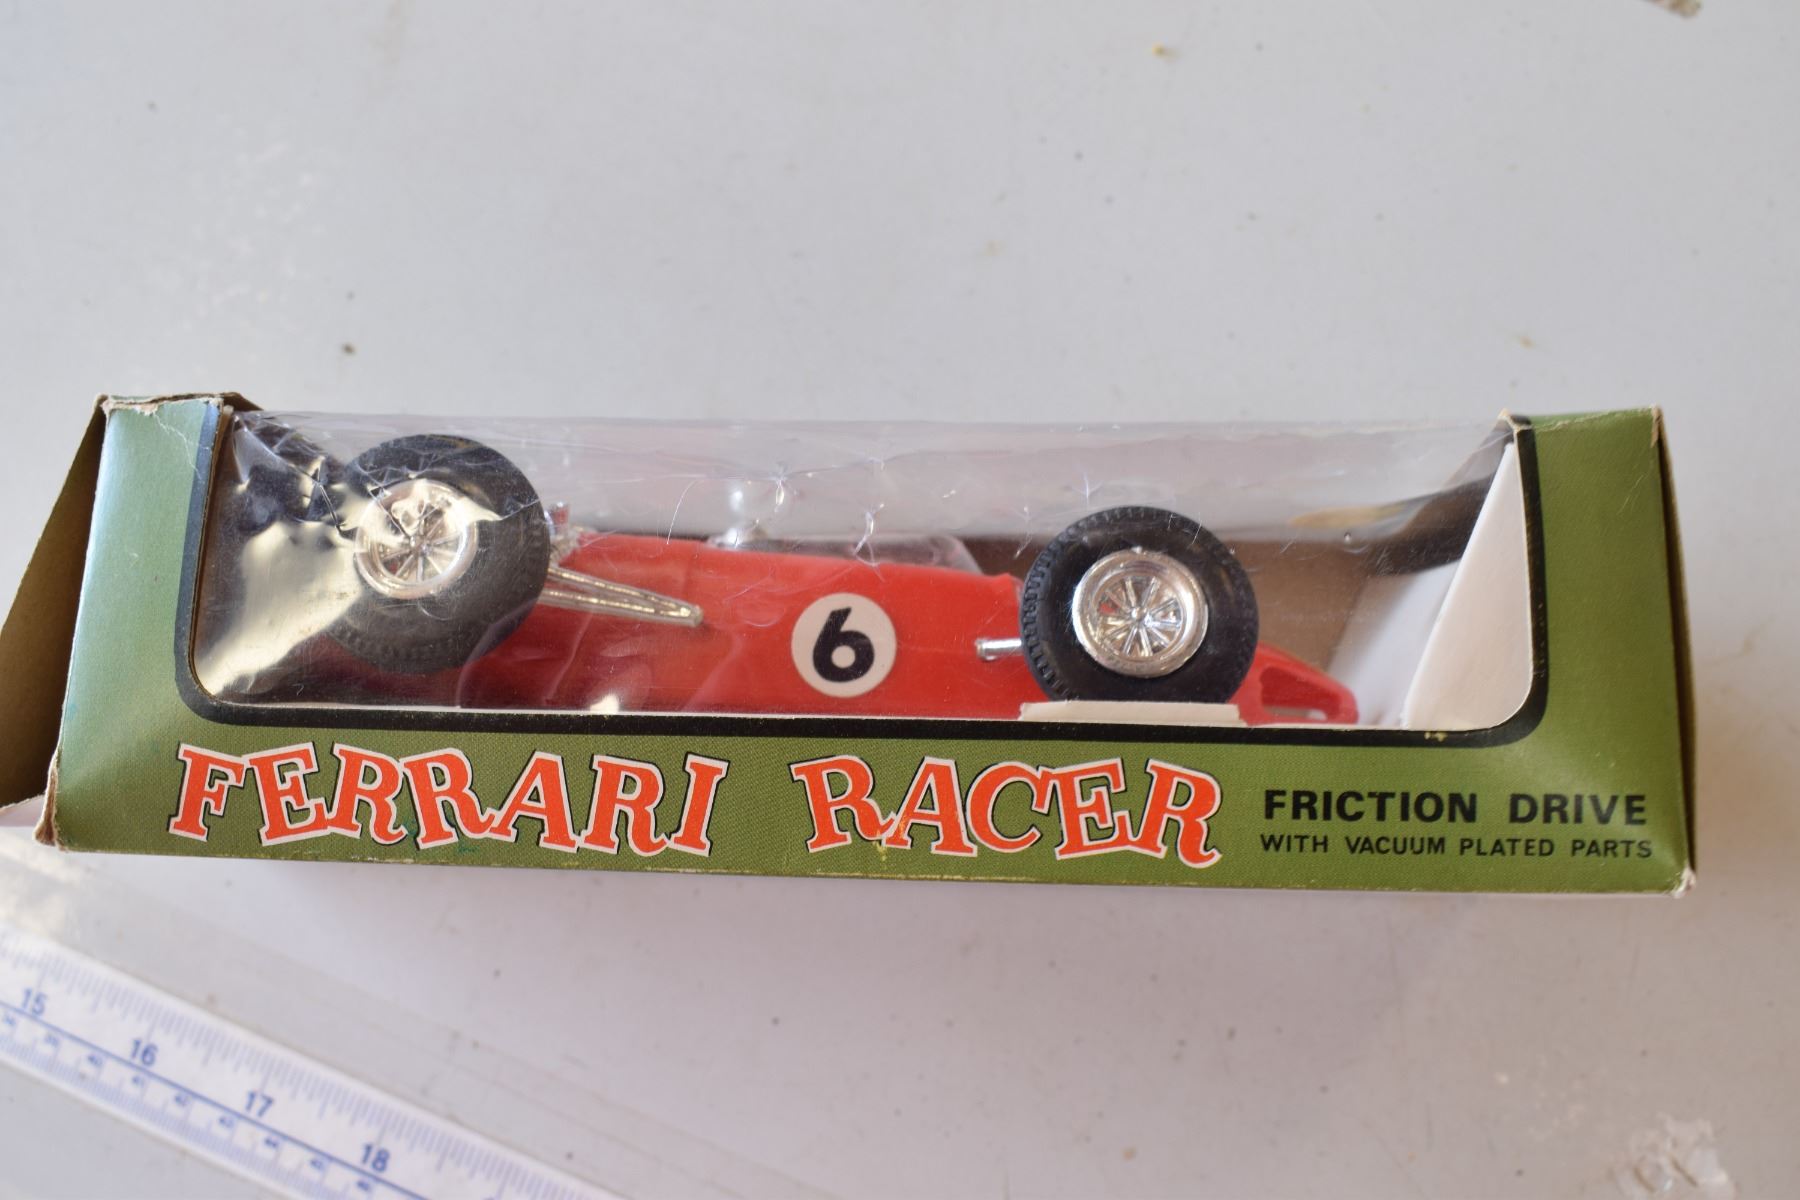 6
FERRARI RACER
FRICTION DRIVE
WITH VACUUM PLATED PARTS
15
16
17
18